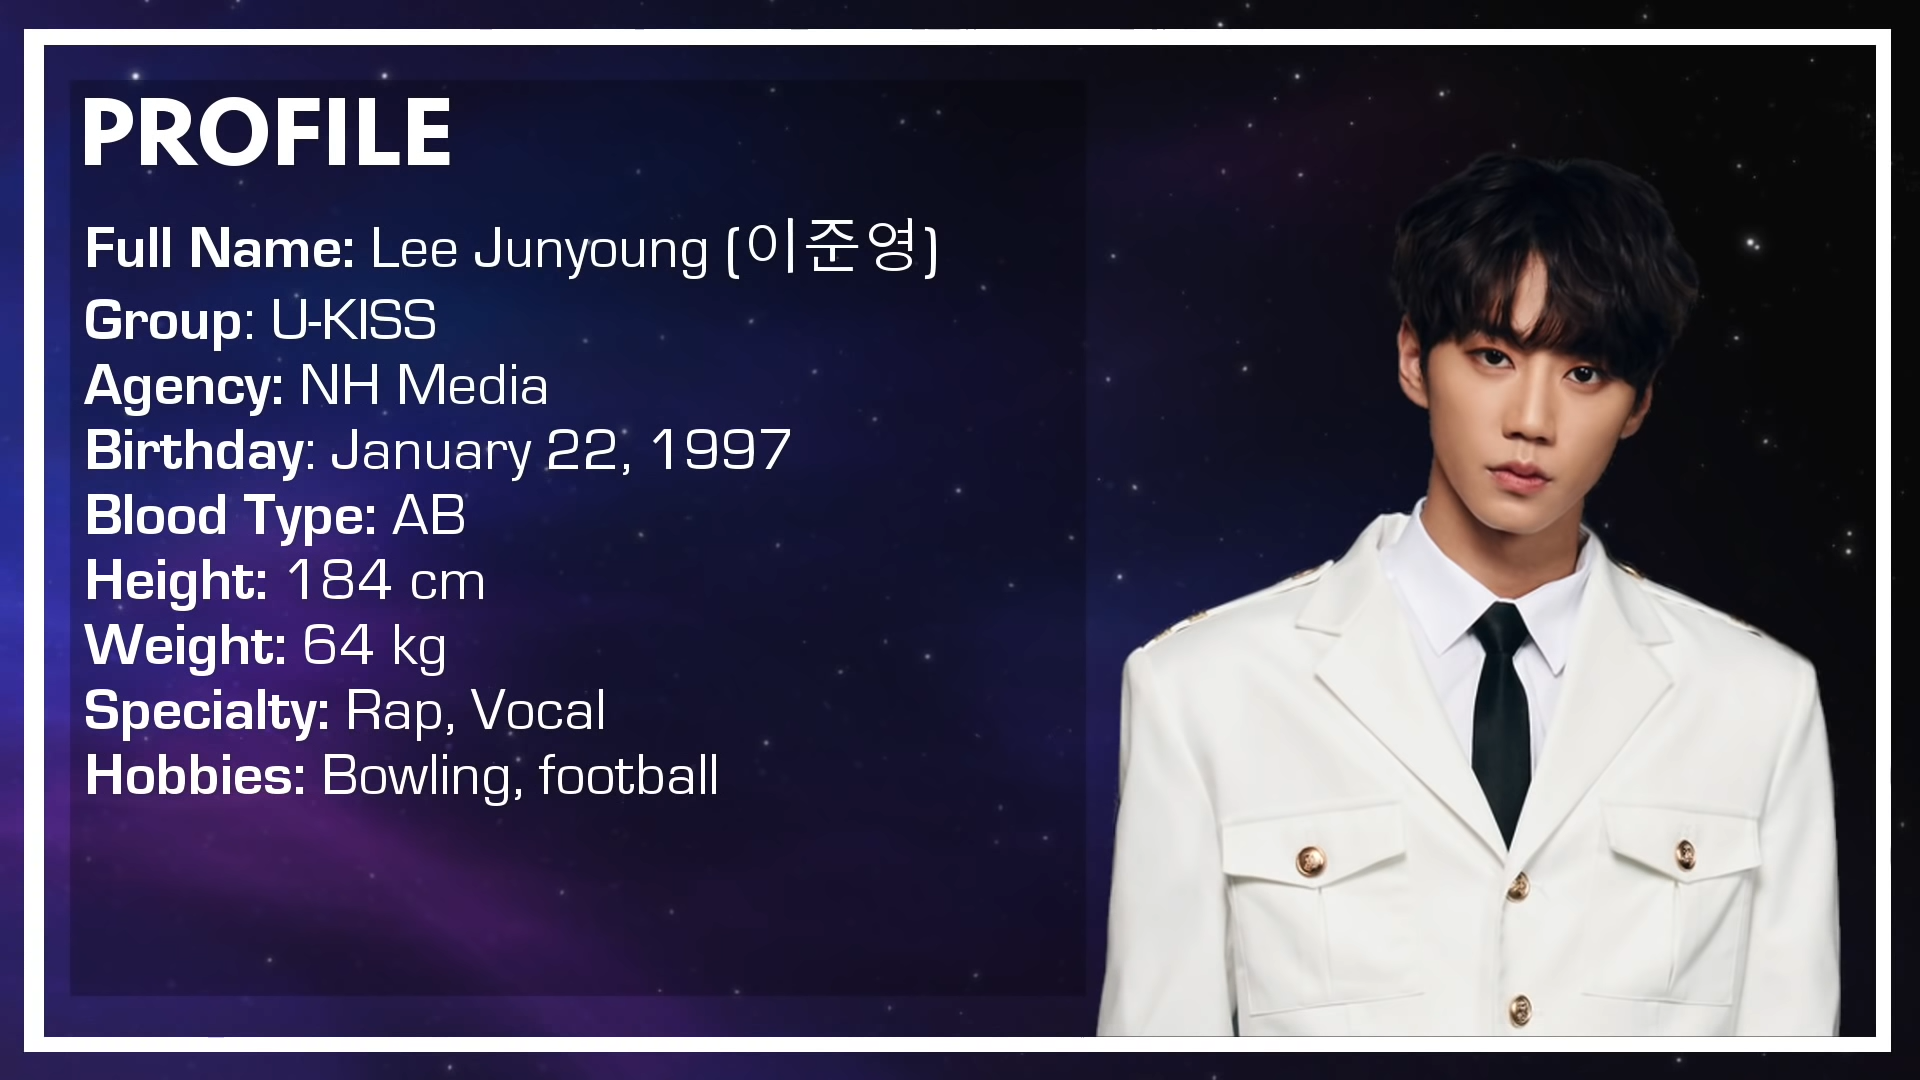 PROFILE
Full Name: Lee Junyoung (이준영)
Group: U-KISS
Agency: NH Media
Birthday: January 22, 1997
Blood Type: AB
Height: 184 cm
Weight: 64 kg
Specialty: Rap, Vocal
Hobbies: Bowling, football